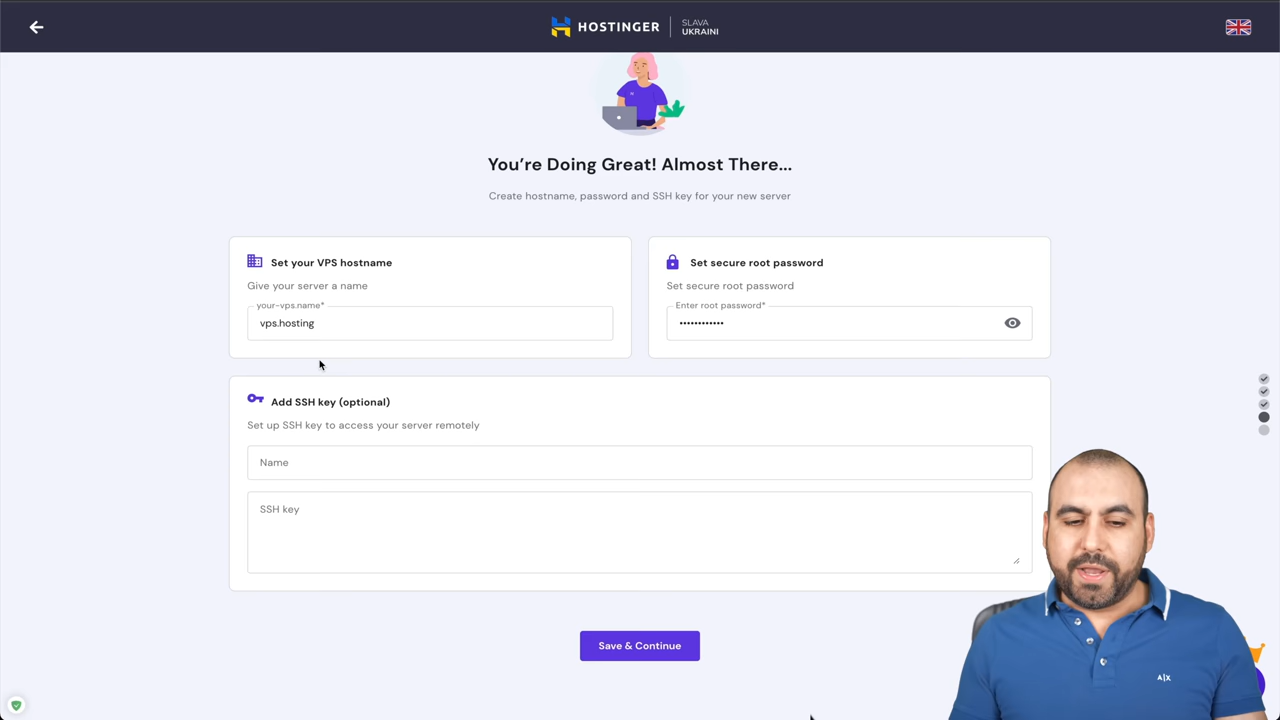 HOSTINGER
SLAVA
UKRAINI
You're Doing Great! Almost There...
Create hostname, password and SSH key for your new server
Set your VPS hostname
Give your server a name
your-vps.name*
vps.hosting
Set secure root password
Set secure root password
Enter root password*
••••••••••••
Add SSH key (optional)
Set up SSH key to access your server remotely
Name
SSH key
Save & Continue
A|X